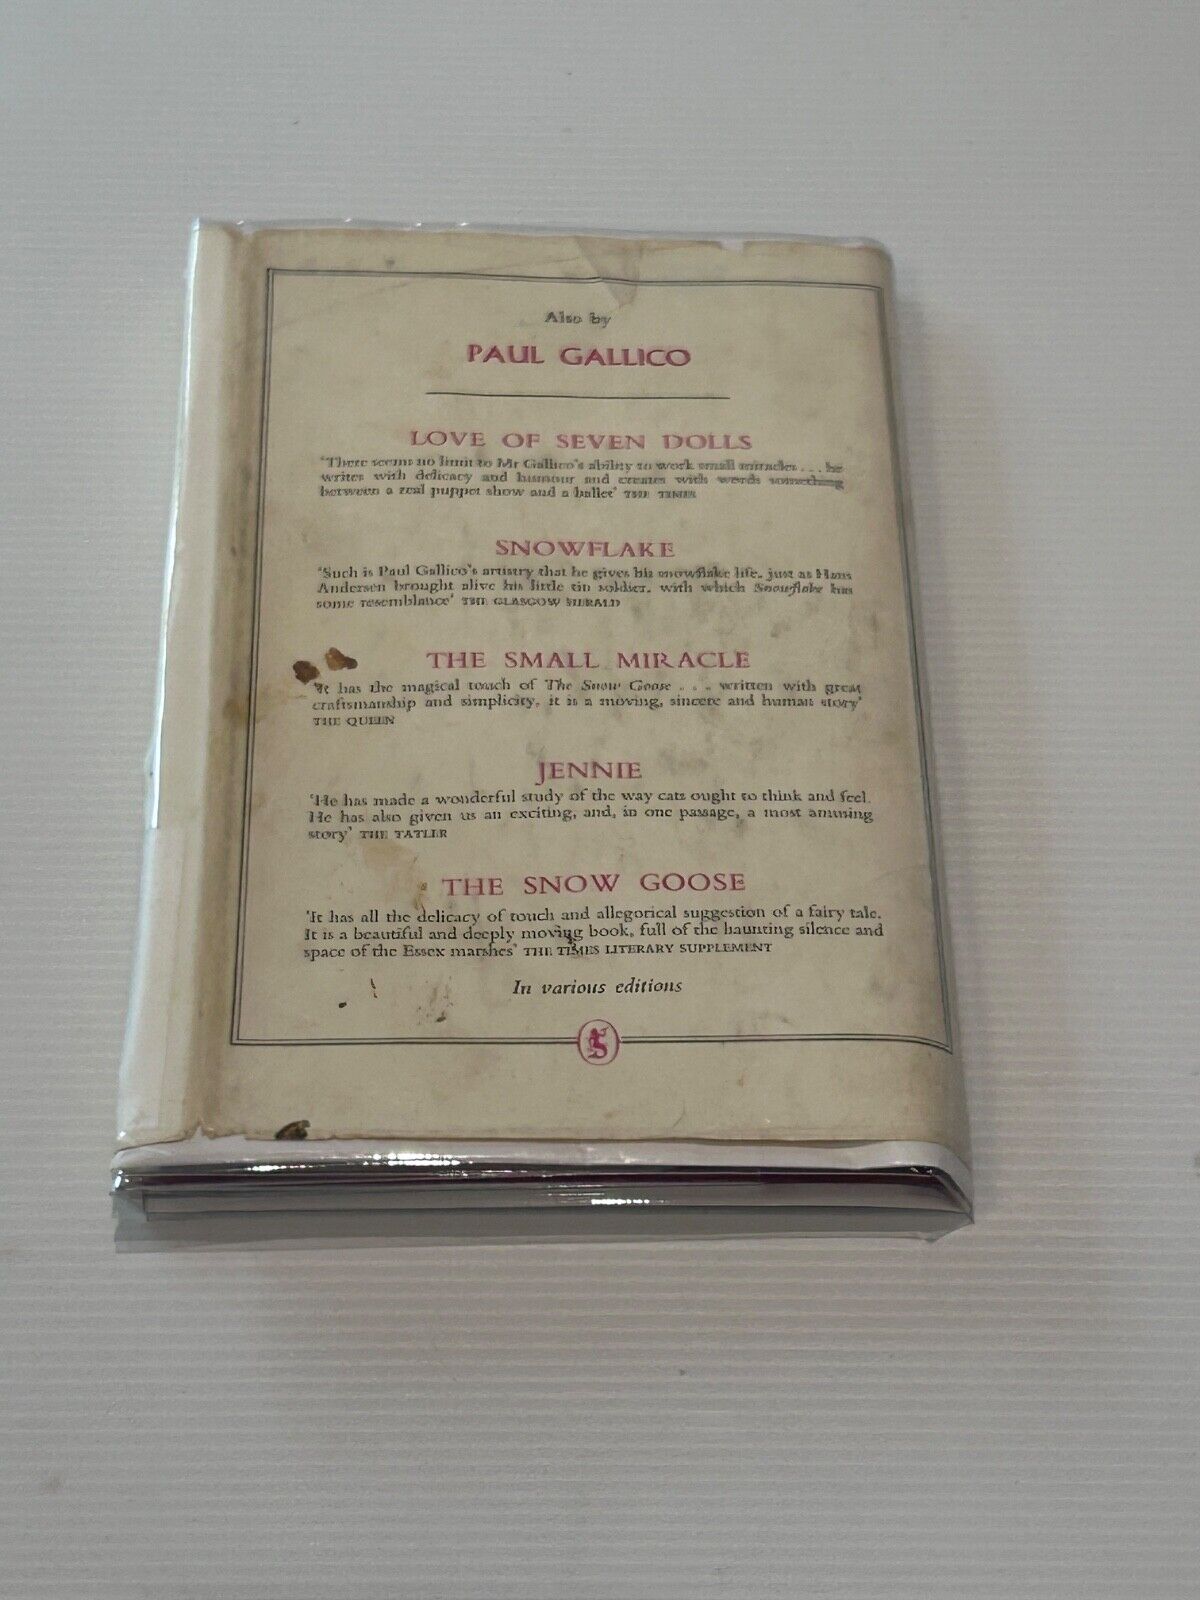 Also by
PAUL GALLICO
LOVE OF SEVEN DOLLS
'There seems no limit to Mr Gallico's ability to work small miracles . . . he
writes with delicacy and humour and creates with words something
between a real puppet show and a ballet' THE TIMES
SNOWFLAKE
'Such is Paul Gallico's artistry that he gives his snowflake life, just as Hans
Andersen brought alive his little tin soldier, with which Snowflake has
some resemblance' THE GLASGOW HERALD
THE SMALL MIRACLE
'It has the magical touch of The Snow Goose . . . written with great
craftsmanship and simplicity, it is a moving, sincere and human story'
THE QUEEN
JENNIE
'He has made a wonderful study of the way cats ought to think and feel.
He has also given us an exciting, and, in one passage, a most amusing
story' THE TATLER
THE SNOW GOOSE
'It has all the delicacy of touch and allegorical suggestion of a fairy tale.
It is a beautiful and deeply moving book, full of the haunting silence and
space of the Essex marshes' THE TIMES LITERARY SUPPLEMENT
In various editions